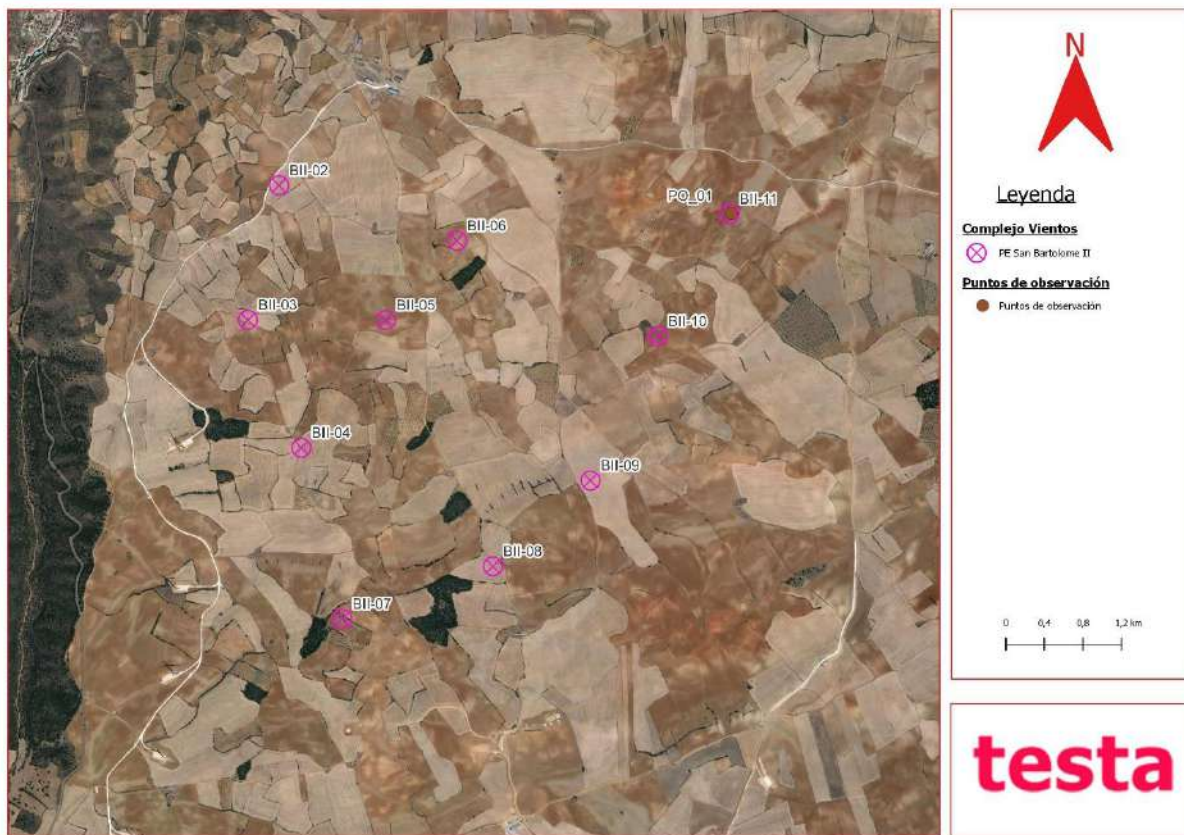 BII-02
BII-06
PO_01 BII-11
BII-03
BII-05
BII-10
BII-04
BII-09
BII-08
BII-07
N
Leyenda
Complejo Vientos
PE San Bartolome II
Puntos de observación
Puntos de observación
0 0,4 0,8 1,2 km
testa